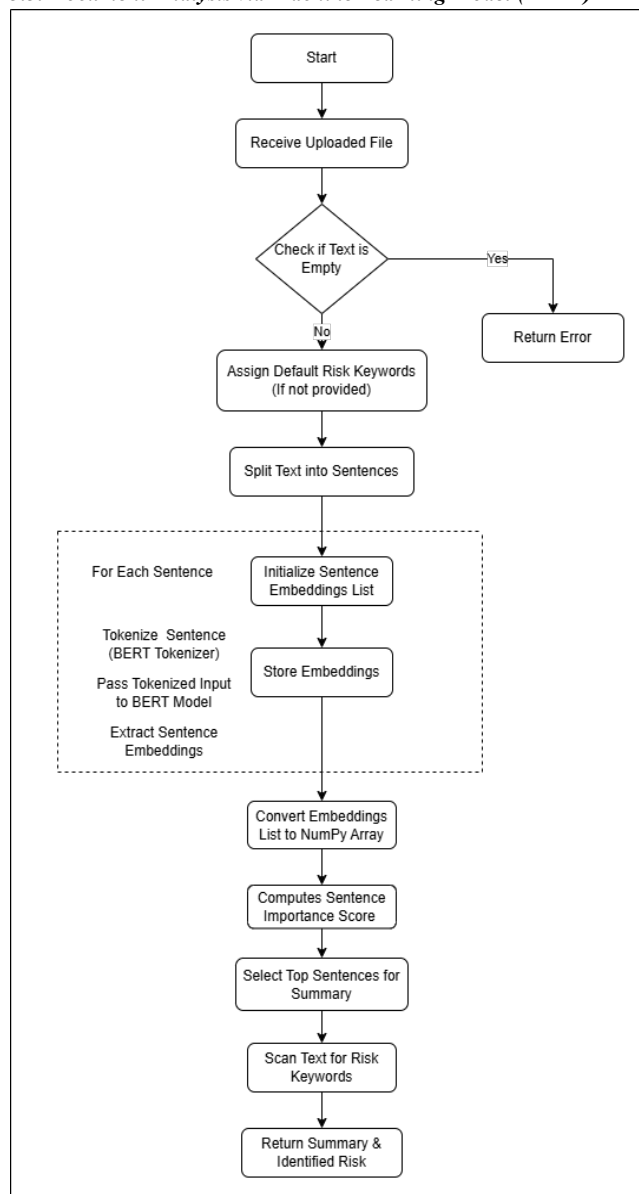 Start
Receive Uploaded File
Check if Text is
Empty
Yes
Return Error
No
Assign Default Risk Keywords
(If not provided)
Split Text into Sentences
For Each Sentence
Initialize Sentence
Embeddings List
Tokenize Sentence
(BERT Tokenizer)
Store Embeddings
Pass Tokenized Input
to BERT Model
Extract Sentence
Embeddings
Convert Embeddings
List to NumPy Array
Computes Sentence
Importance Score
Select Top Sentences for
Summary
Scan Text for Risk
Keywords
Return Summary &
Identified Risk